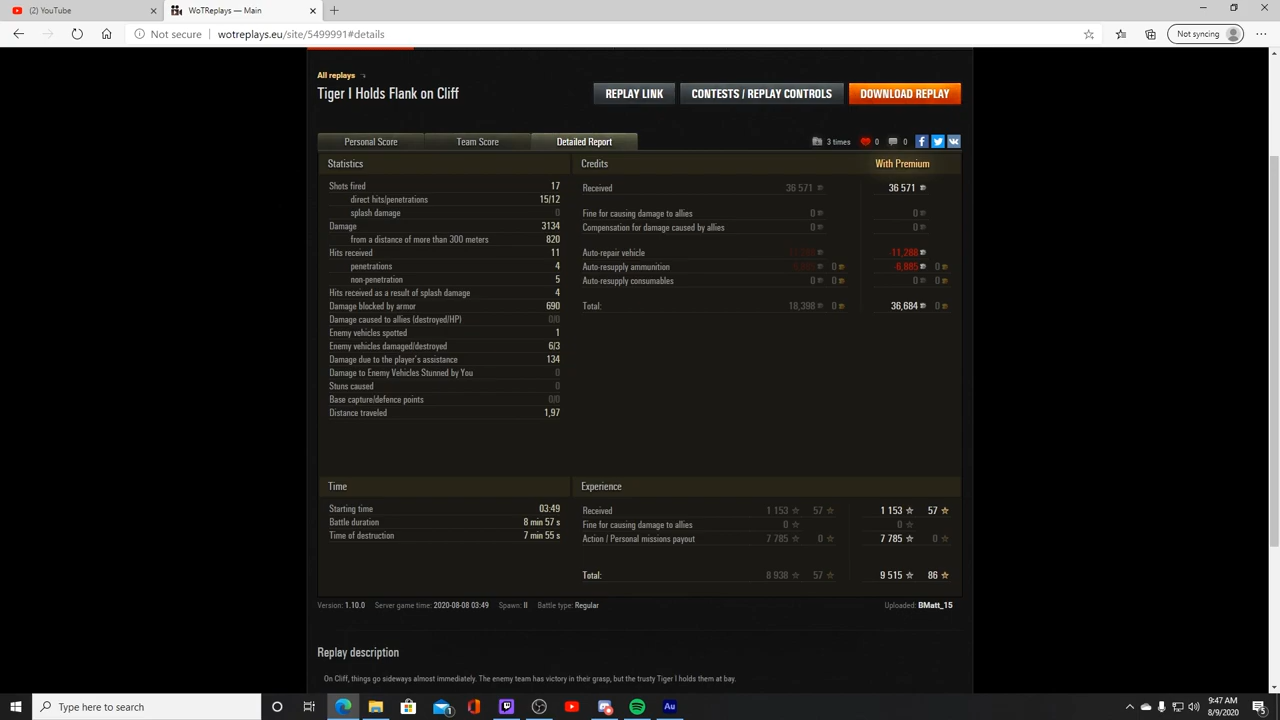 (2) YouTube
WoTReplays — Main
Not secure
wotreplays.eu/site/5499991#details
Not syncing
All replays
Tiger I Holds Flank on Cliff
REPLAY LINK
CONTESTS / REPLAY CONTROLS
DOWNLOAD REPLAY
Personal Score
Team Score
Detailed Report
3 times
0
0
Statistics
Credits With Premium
Shots fired 17
direct hits/penetrations 15/12
splash damage 0
Damage 3134
from a distance of more than 300 meters 820
Hits received 11
penetrations 4
non-penetration 5
Hits received as a result of splash damage 4
Damage blocked by armor 690
Damage caused to allies (destroyed/HP) 0/0
Enemy vehicles spotted 1
Enemy vehicles damaged/destroyed 6/3
Damage due to the player's assistance 134
Damage to Enemy Vehicles Stunned by You 0
Stuns caused 0
Base capture/defence points 0/0
Distance traveled 1,97
Received 36 571 36 571
Fine for causing damage to allies 0 0
Compensation for damage caused by allies 0 0
Auto-repair vehicle -11,288 -11,288
Auto-resupply ammunition -6,885 0 -6,885 0
Auto-resupply consumables 0 0 0 0
Total: 18,398 0 36,684 0
Time
Starting time 03:49
Battle duration 8 min 57 s
Time of destruction 7 min 55 s
Experience
Received 1 153 57 1 153 57
Fine for causing damage to allies 0 0
Action / Personal missions payout 7 785 0 7 785 0
Total: 8 938 57 9 515 86
Version: 1.10.0 Server game time: 2020-08-08 03:49 Spawn: II Battle type: Regular Uploaded: BMatt_15
Replay description
On Cliff, things go sideways almost immediately. The enemy team has victory in their grasp, but the trusty Tiger I holds them at bay.
Type here to search
9:47 AM
8/9/2020